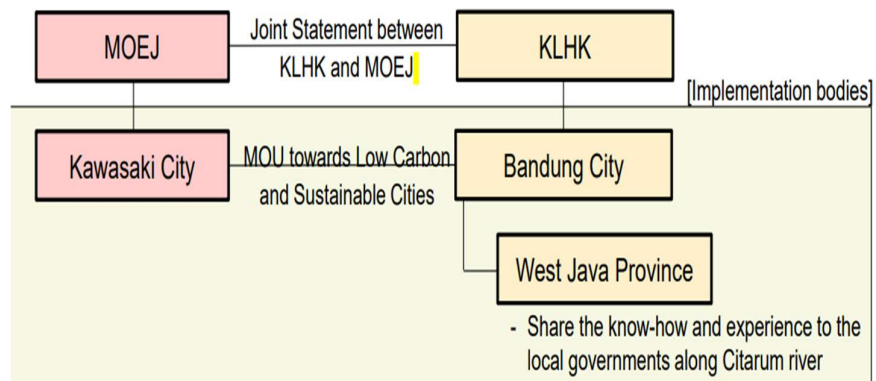 MOEJ
Joint Statement between
KLHK and MOEJ
KLHK
[Implementation bodies]
Kawasaki City
MOU towards Low Carbon
and Sustainable Cities
Bandung City
West Java Province
- Share the know-how and experience to the
local governments along Citarum river